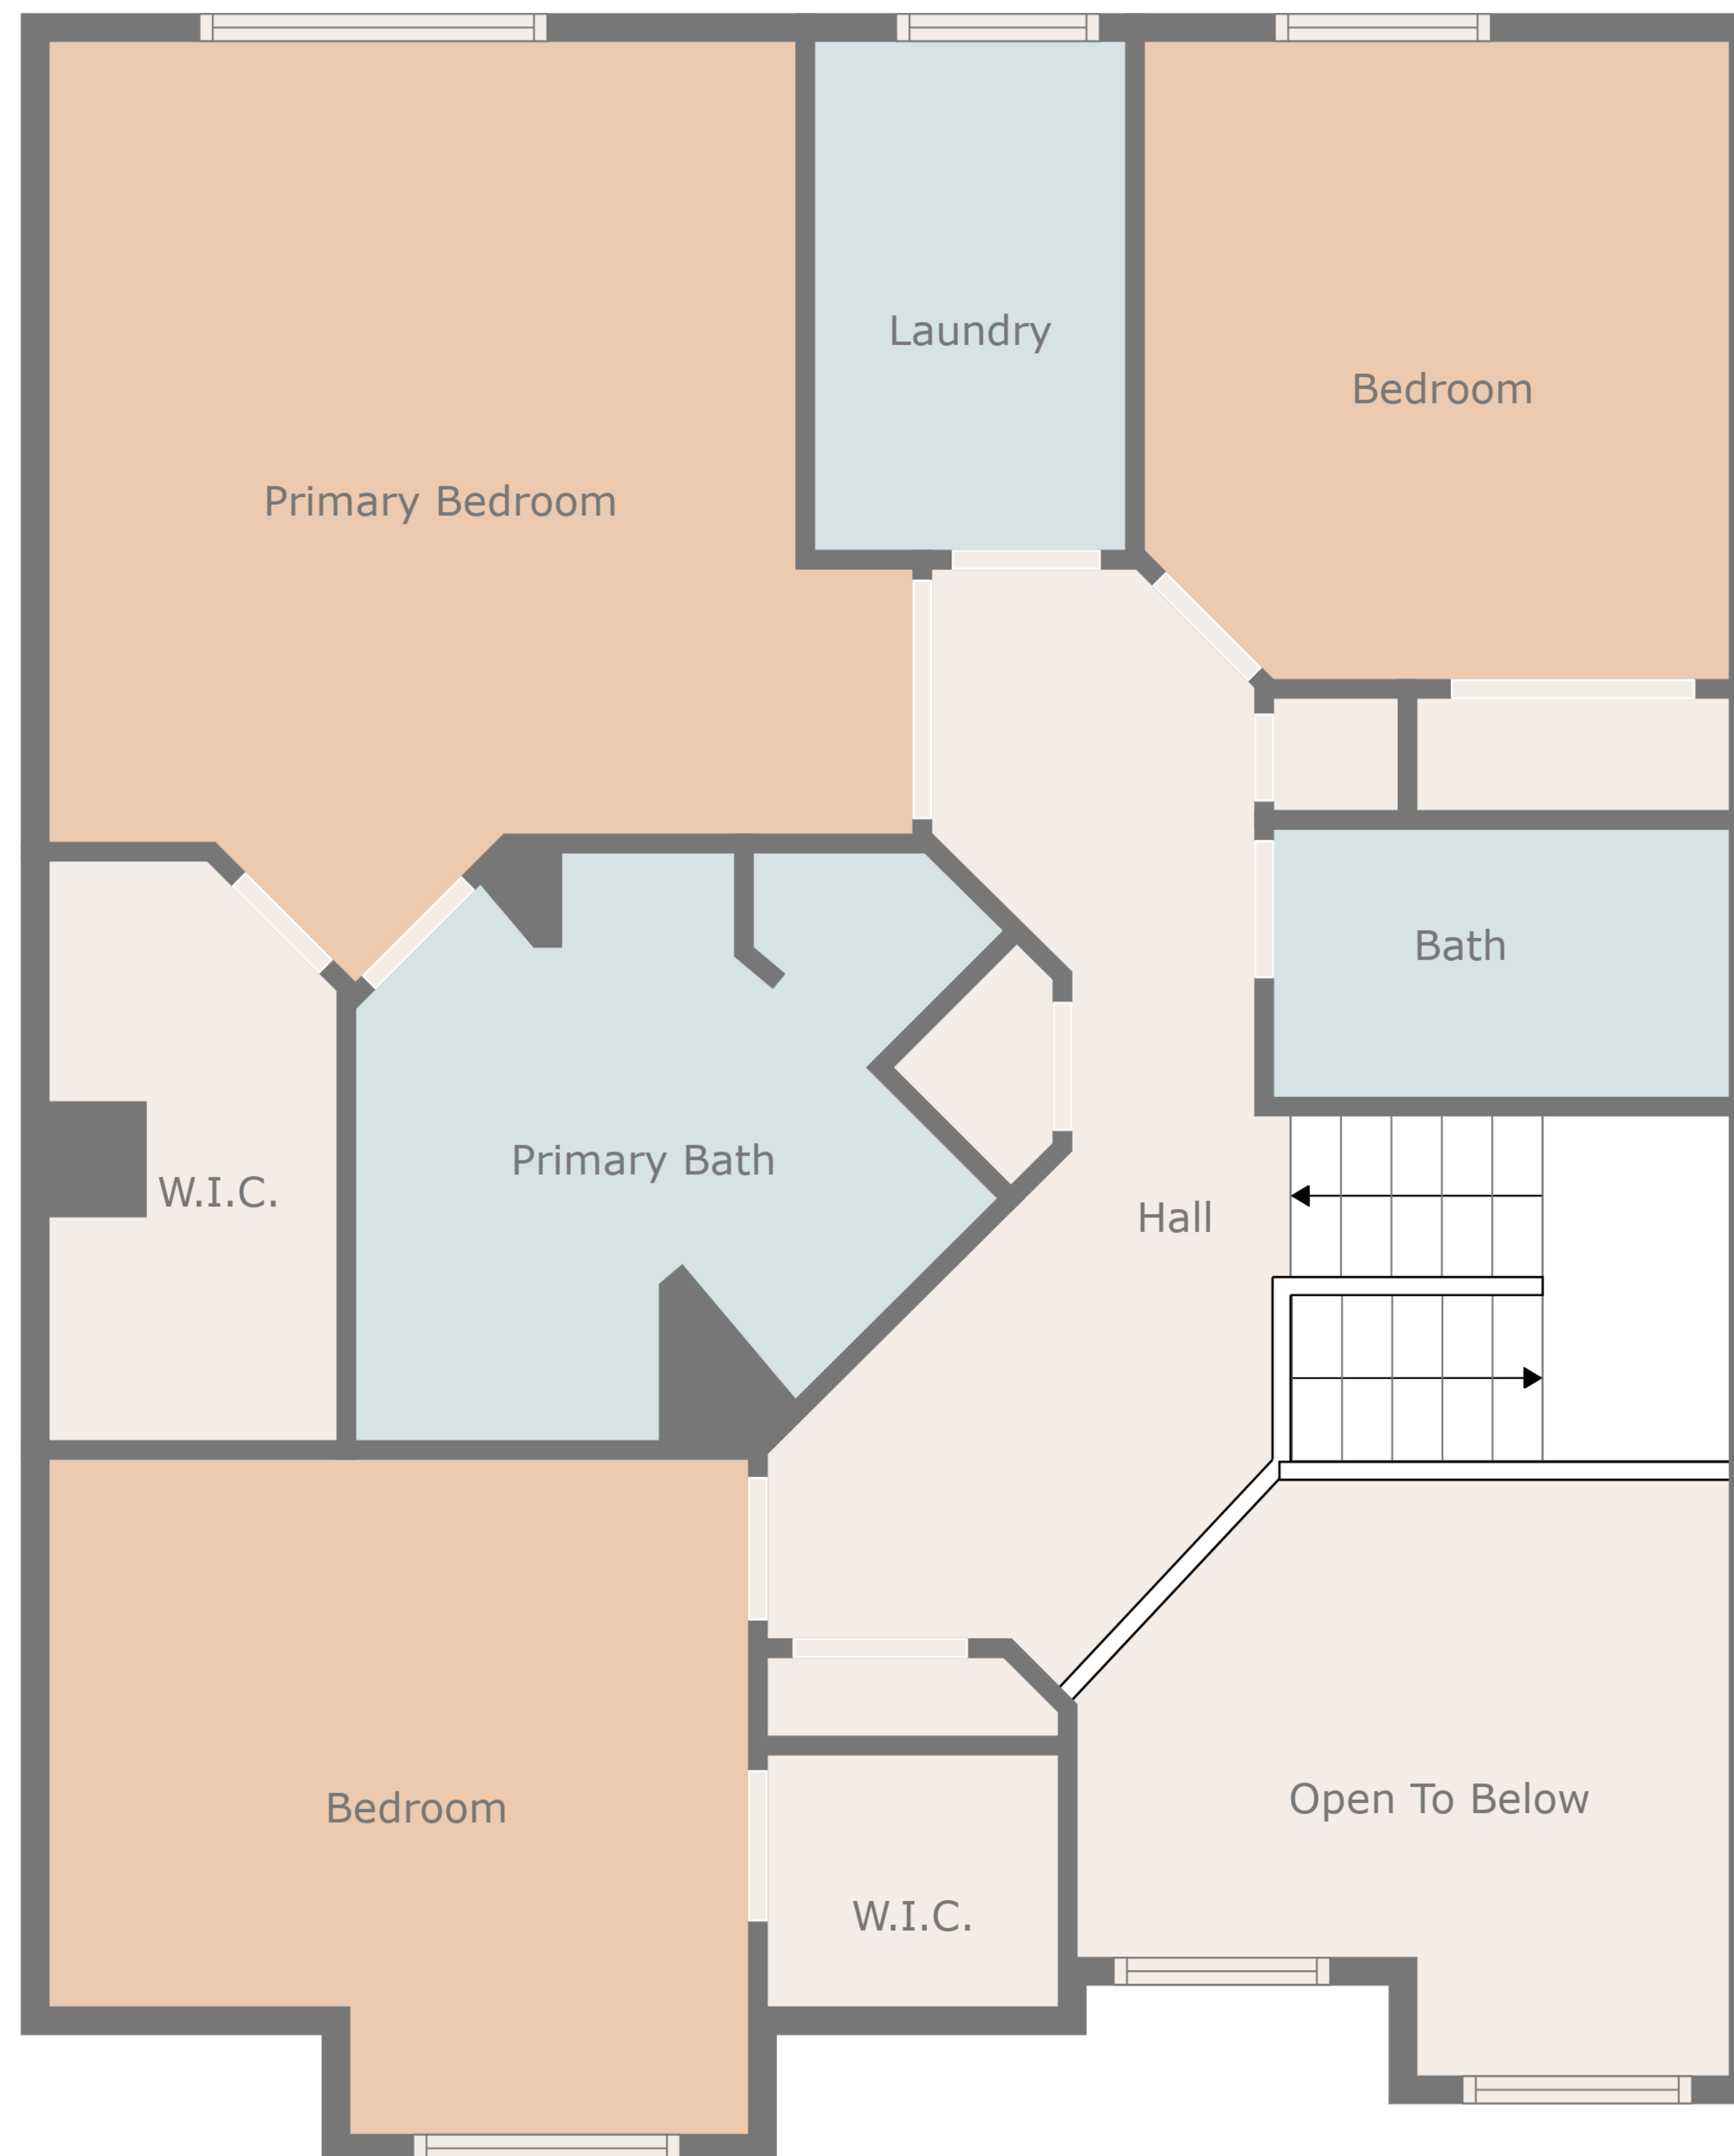 Laundry
Bedroom
Primary Bedroom
Bath
Primary Bath
W.I.C.
Hall
Open To Below
Bedroom
W.I.C.